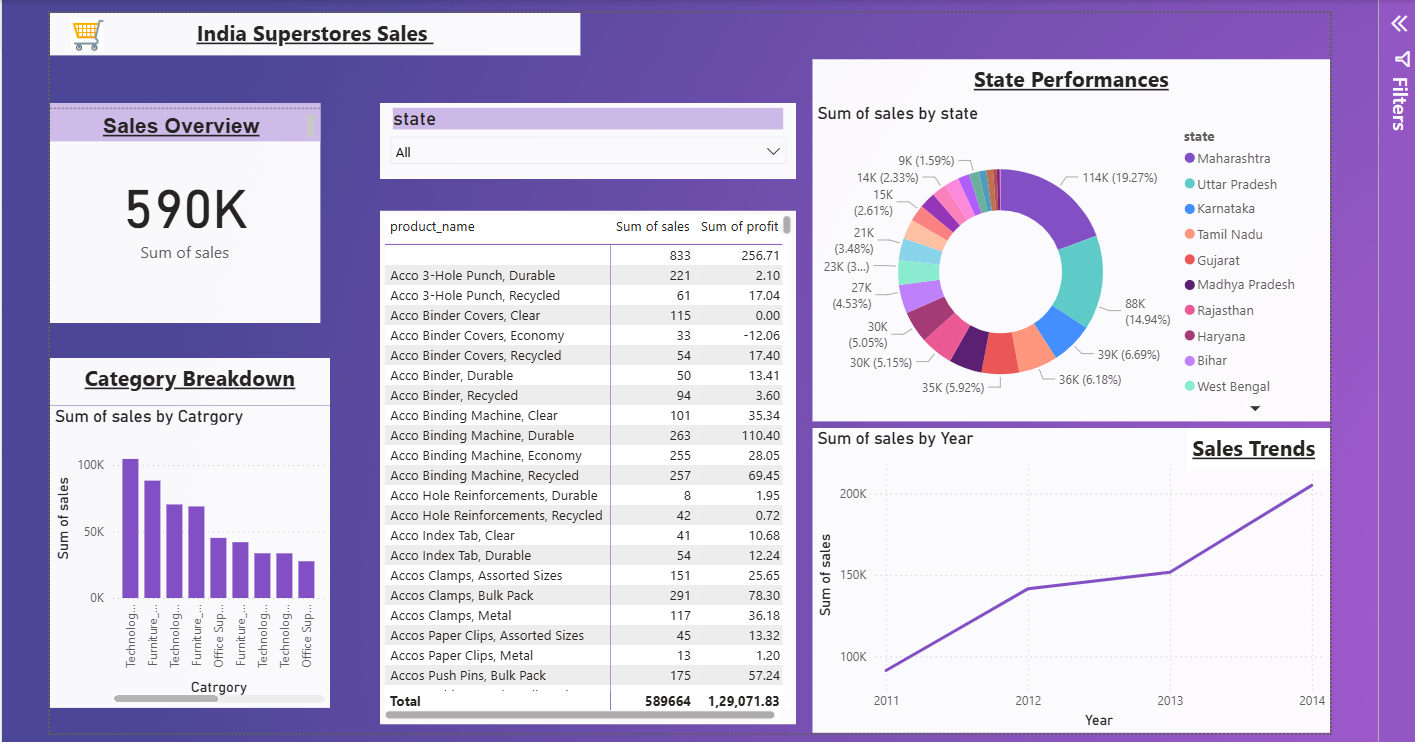 India Superstores Sales
Sales Overview
590K
Sum of sales
Category Breakdown
Sum of sales by Catrgory
Sum of sales
100K
50K
0K
Technolog...
Furniture_...
Technolog...
Furniture_...
Office Sup...
Furniture_...
Technolog...
Technolog...
Office Sup...
Catrgory
state
All
product_name Sum of sales Sum of profit
833 256.71
Acco 3-Hole Punch, Durable 221 2.10
Acco 3-Hole Punch, Recycled 61 17.04
Acco Binder Covers, Clear 115 0.00
Acco Binder Covers, Economy 33 -12.06
Acco Binder Covers, Recycled 54 17.40
Acco Binder, Durable 50 13.41
Acco Binder, Recycled 94 3.60
Acco Binding Machine, Clear 101 35.34
Acco Binding Machine, Durable 263 110.40
Acco Binding Machine, Economy 255 28.05
Acco Binding Machine, Recycled 257 69.45
Acco Hole Reinforcements, Durable 8 1.95
Acco Hole Reinforcements, Recycled 42 0.72
Acco Index Tab, Clear 41 10.68
Acco Index Tab, Durable 54 12.24
Accos Clamps, Assorted Sizes 151 25.65
Accos Clamps, Bulk Pack 291 78.30
Accos Clamps, Metal 117 36.18
Accos Paper Clips, Assorted Sizes 45 13.32
Accos Paper Clips, Metal 13 1.20
Accos Push Pins, Bulk Pack 175 57.24
Total 589664 1,29,071.83
State Performances
Sum of sales by state
114K (19.27%)
88K
(14.94%)
39K (6.69%)
36K (6.18%)
35K (5.92%)
30K (5.15%)
30K
(5.05%)
27K
(4.53%)
23K (3...)
21K
(3.48%)
15K
(2.61%)
14K (2.33%)
9K (1.59%)
state
Maharashtra
Uttar Pradesh
Karnataka
Tamil Nadu
Gujarat
Madhya Pradesh
Rajasthan
Haryana
Bihar
West Bengal
Sum of sales by Year
Sales Trends
Sum of sales
200K
150K
100K
2011 2012 2013 2014
Year
Filters